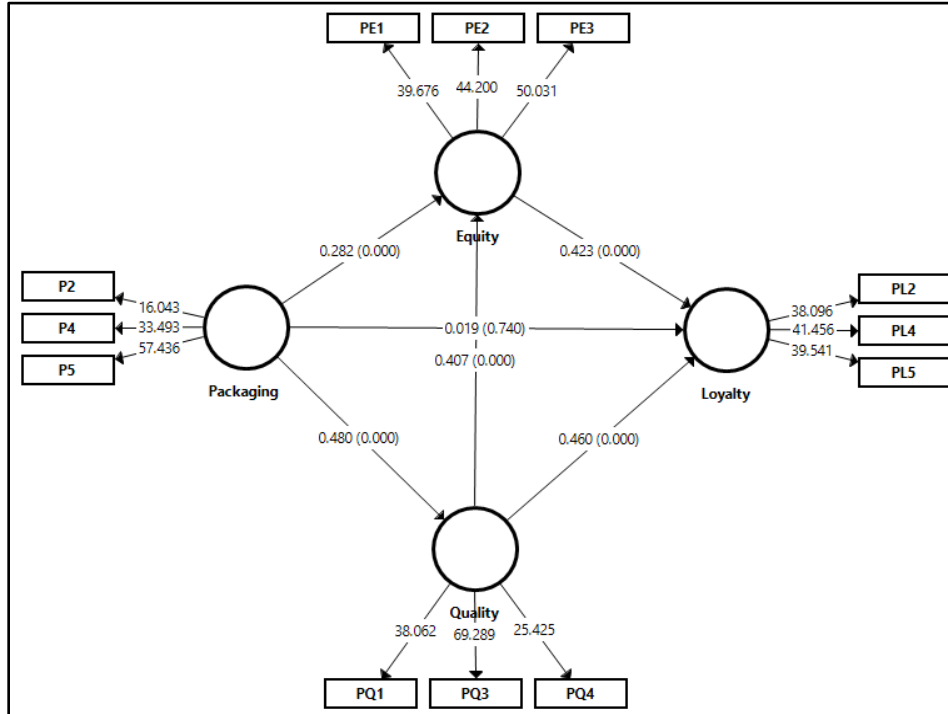 PE1 PE2 PE3
39.676 44.200 50.031
Equity
0.282 (0.000) 0.423 (0.000)
P2 16.043
P4 33.493
P5 57.436
Packaging
0.019 (0.740)
0.407 (0.000)
38.096 PL2
41.456 PL4
39.541 PL5
Loyalty
0.480 (0.000) 0.460 (0.000)
Quality
38.062 69.289 25.425
PQ1 PQ3 PQ4